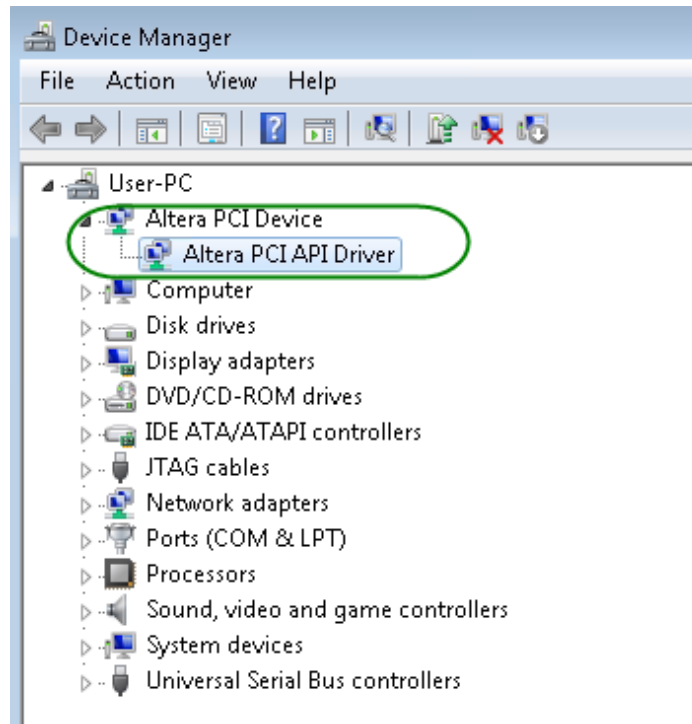 Device Manager
File Action View Help
User-PC
Altera PCI Device
Altera PCI API Driver
Computer
Disk drives
Display adapters
DVD/CD-ROM drives
IDE ATA/ATAPI controllers
JTAG cables
Network adapters
Ports (COM & LPT)
Processors
Sound, video and game controllers
System devices
Universal Serial Bus controllers